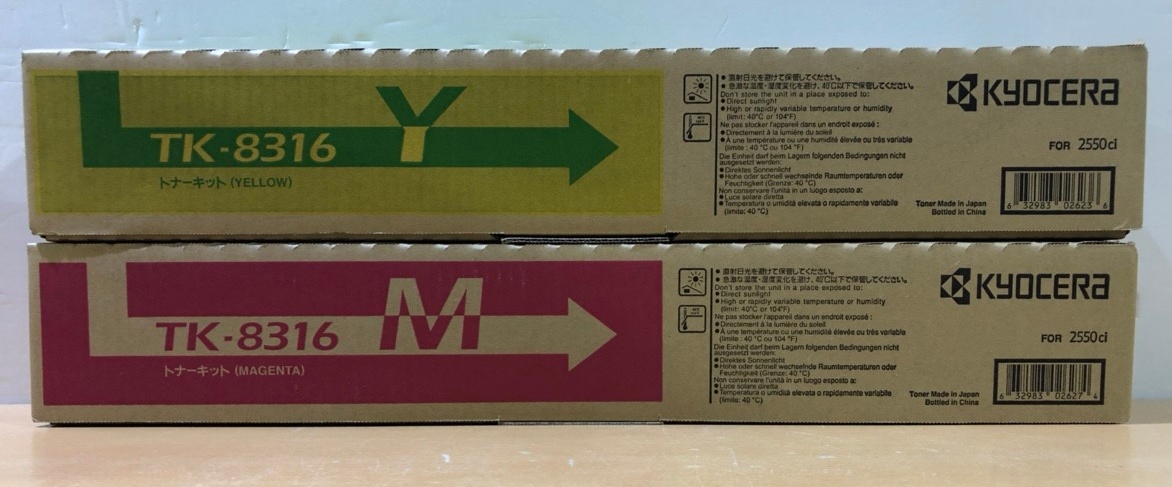 TK-8316 Y
トナーキット (YELLOW)
● 直射日光を避けて保管してください。
● 急激な温度・湿度変化を避け、40℃以下で保管してください。
Don't store the unit in a place exposed to:
● Direct sunlight
● High or rapidly variable temperature or humidity
(limit: 40°C or 104°F)
Ne pas stocker l'appareil dans un endroit exposé :
● Directement à la lumière du soleil
● À une température ou une humidité élevée ou très variable
(limite : 40 °C ou 104 °F)
Die Einheit darf beim Lagern folgenden Bedingungen nicht
ausgesetzt werden:
● Direktes Sonnenlicht
● Hohe oder schnell wechselnde Raumtemperaturen oder
Feuchtigkeit (Grenze: 40 °C)
Non conservare l'unità in un luogo esposto a:
● Luce solare diretta
● Temperatura o umidità elevata o rapidamente variabile
(limite: 40 °C)
KYOCERA
FOR 2550ci
Toner Made in Japan
Bottled in China
6 32983 02623 6
TK-8316 M
トナーキット (MAGENTA)
● 直射日光を避けて保管してください。
● 急激な温度・湿度変化を避け、40℃以下で保管してください。
Don't store the unit in a place exposed to:
● Direct sunlight
● High or rapidly variable temperature or humidity
(limit: 40°C or 104°F)
Ne pas stocker l'appareil dans un endroit exposé :
● Directement à la lumière du soleil
● À une température ou une humidité élevée ou très variable
(limite : 40 °C ou 104 °F)
Die Einheit darf beim Lagern folgenden Bedingungen nicht
ausgesetzt werden:
● Direktes Sonnenlicht
● Hohe oder schnell wechselnde Raumtemperaturen oder
Feuchtigkeit (Grenze: 40 °C)
Non conservare l'unità in un luogo esposto a:
● Luce solare diretta
● Temperatura o umidità elevata o rapidamente variabile
(limite: 40 °C)
KYOCERA
FOR 2550ci
Toner Made in Japan
Bottled in China
6 32983 02627 4